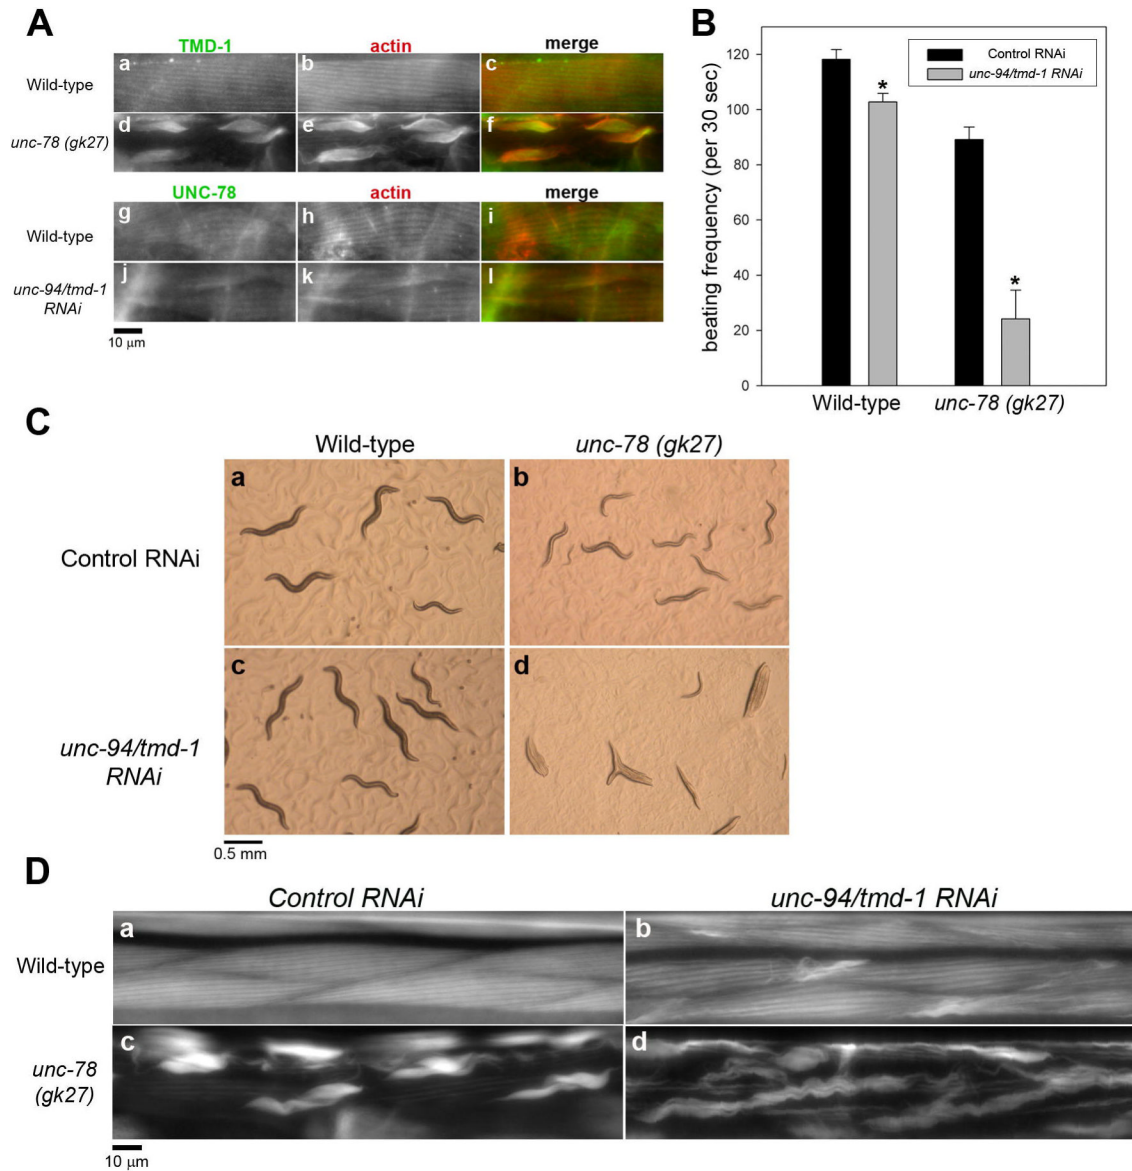 A
TMD-1 actin merge
Wild-type a b c
unc-78 (gk27) d e f
UNC-78 actin merge
Wild-type g h i
unc-94/tmd-1 j k l
RNAi
10 µm
B
beating frequency (per 30 sec)
120
100
80
60
40
20
0
Control RNAi
unc-94/tmd-1 RNAi
*
*
Wild-type unc-78 (gk27)
C
Wild-type unc-78 (gk27)
Control RNAi a b
unc-94/tmd-1 c d
RNAi
0.5 mm
D
Control RNAi unc-94/tmd-1 RNAi
Wild-type a b
unc-78 c d
(gk27)
10 µm